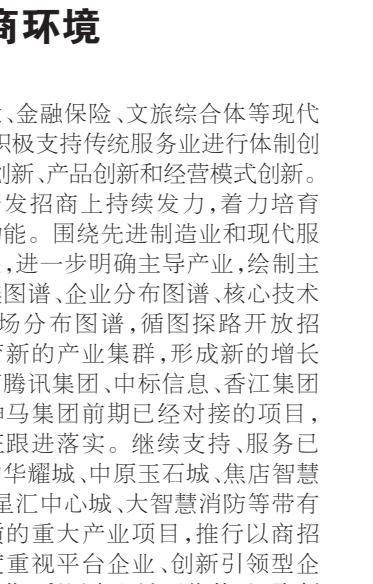 商环境
、金融保险、文旅综合体等现代
积极支持传统服务业进行体制创
创新、产品创新和经营模式创新。
发招商上持续发力,着力培育
动能。围绕先进制造业和现代服
,进一步明确主导产业,绘制主
图谱、企业分布图谱、核心技术
场分布图谱,循图探路开放招
新的产业集群,形成新的增长
腾讯集团、中标信息、香江集团
神马集团前期已经对接的项目,
跟进落实。继续支持、服务已
华耀城、中原玉石城、焦店智慧
星汇中心城、大智慧消防等带有
质的重大产业项目,推行以商招
重视平台企业、创新引领型企